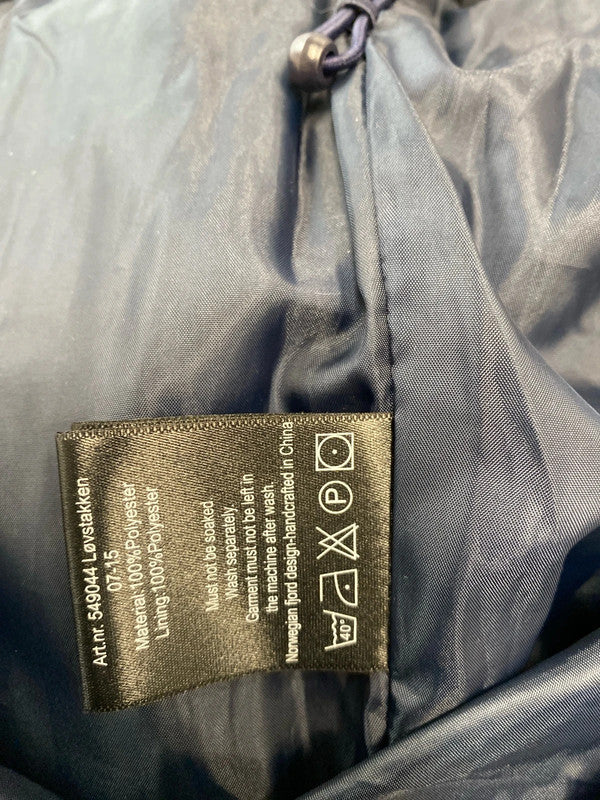 Art.nr. 549044 Løvstakken
07-15
Material:100%Polyester
Lining:100%Polyester
Must not be soaked.
Wash separately.
Garment must not be left in
the machine after wash.
Norwegian fjord design-handcrafted in China
40°
P